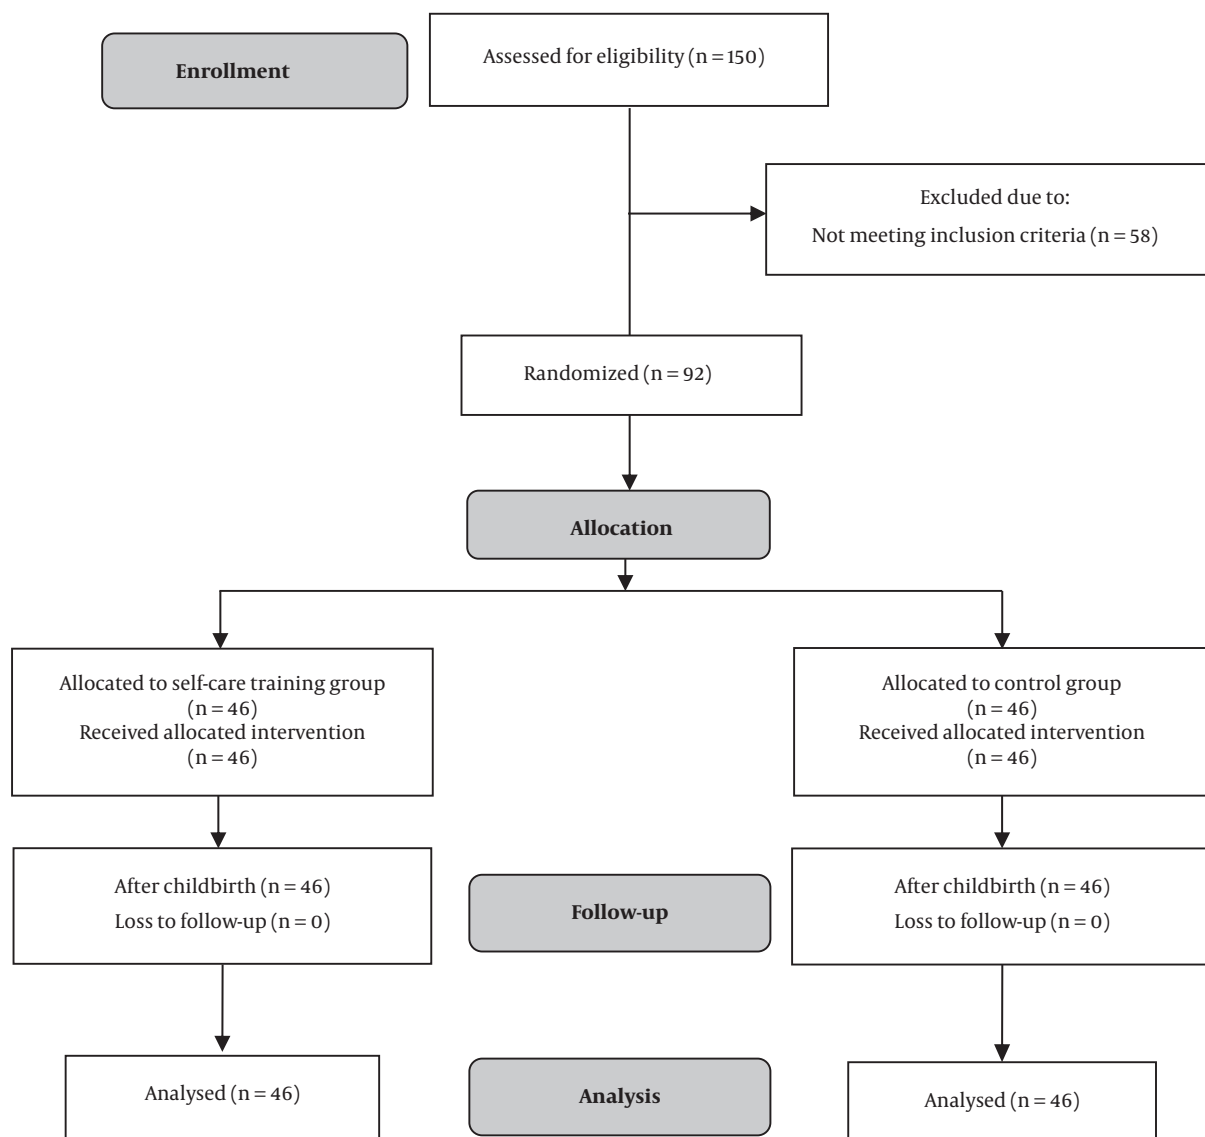 Enrollment
Assessed for eligibility (n = 150)
Excluded due to:
Not meeting inclusion criteria (n = 58)
Randomized (n = 92)
Allocation
Allocated to self-care training group
(n = 46)
Received allocated intervention
(n = 46)
Allocated to control group
(n = 46)
Received allocated intervention
(n = 46)
After childbirth (n = 46)
Loss to follow-up (n = 0)
Follow-up
After childbirth (n = 46)
Loss to follow-up (n = 0)
Analysed (n = 46)
Analysis
Analysed (n = 46)